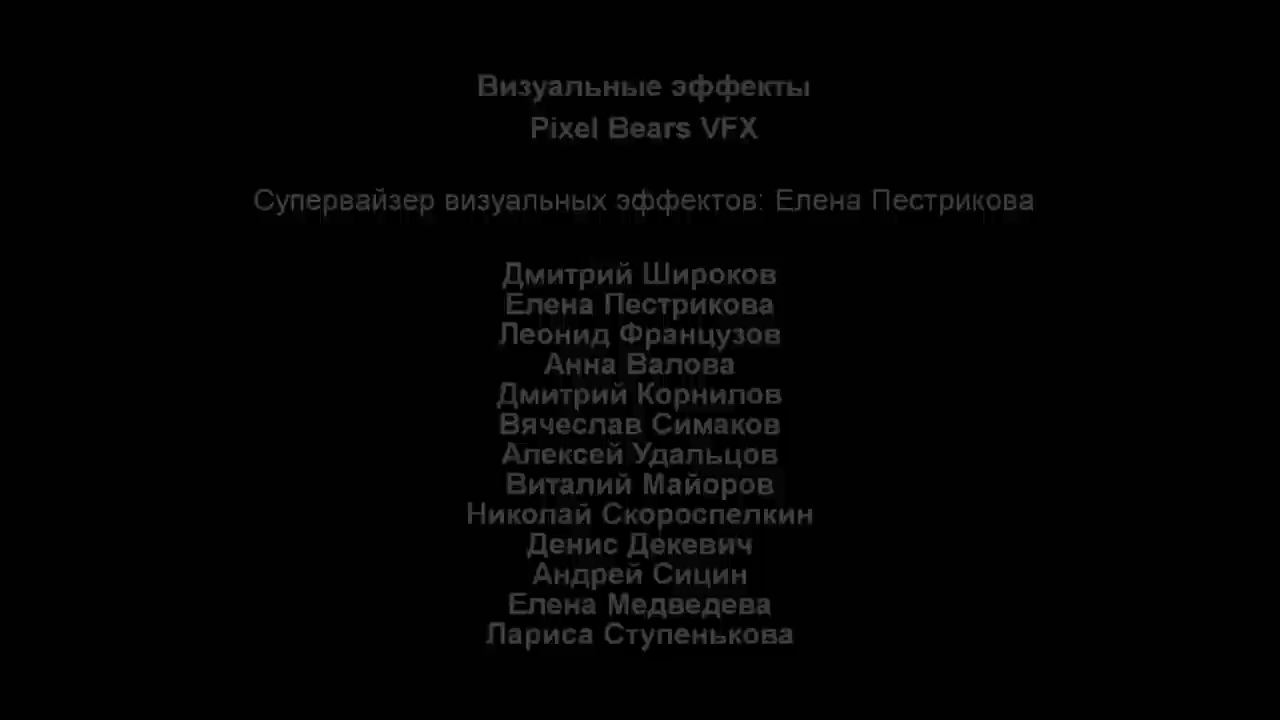 Визуальные эффекты
Pixel Bears VFX
Супервайзер визуальных эффектов: Елена Пестрикова
Дмитрий Широков
Елена Пестрикова
Леонид Французов
Анна Валова
Дмитрий Корнилов
Вячеслав Симаков
Алексей Удальцов
Виталий Майоров
Николай Скороспелкин
Денис Декевич
Андрей Сицин
Елена Медведева
Лариса Ступенькова